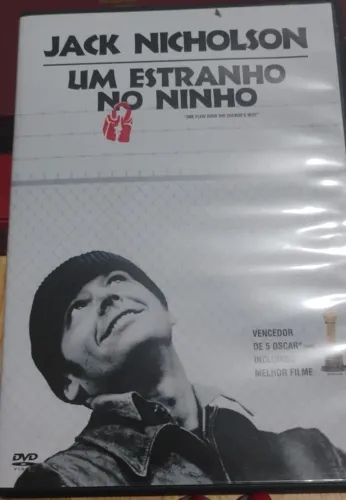 JACK NICHOLSON
UM ESTRANHO
NO NINHO
"ONE FLEW OVER THE CUCKOO'S NEST"
VENCEDOR
DE 5 OSCAR
MELHOR FILME
DVD
VIDEO